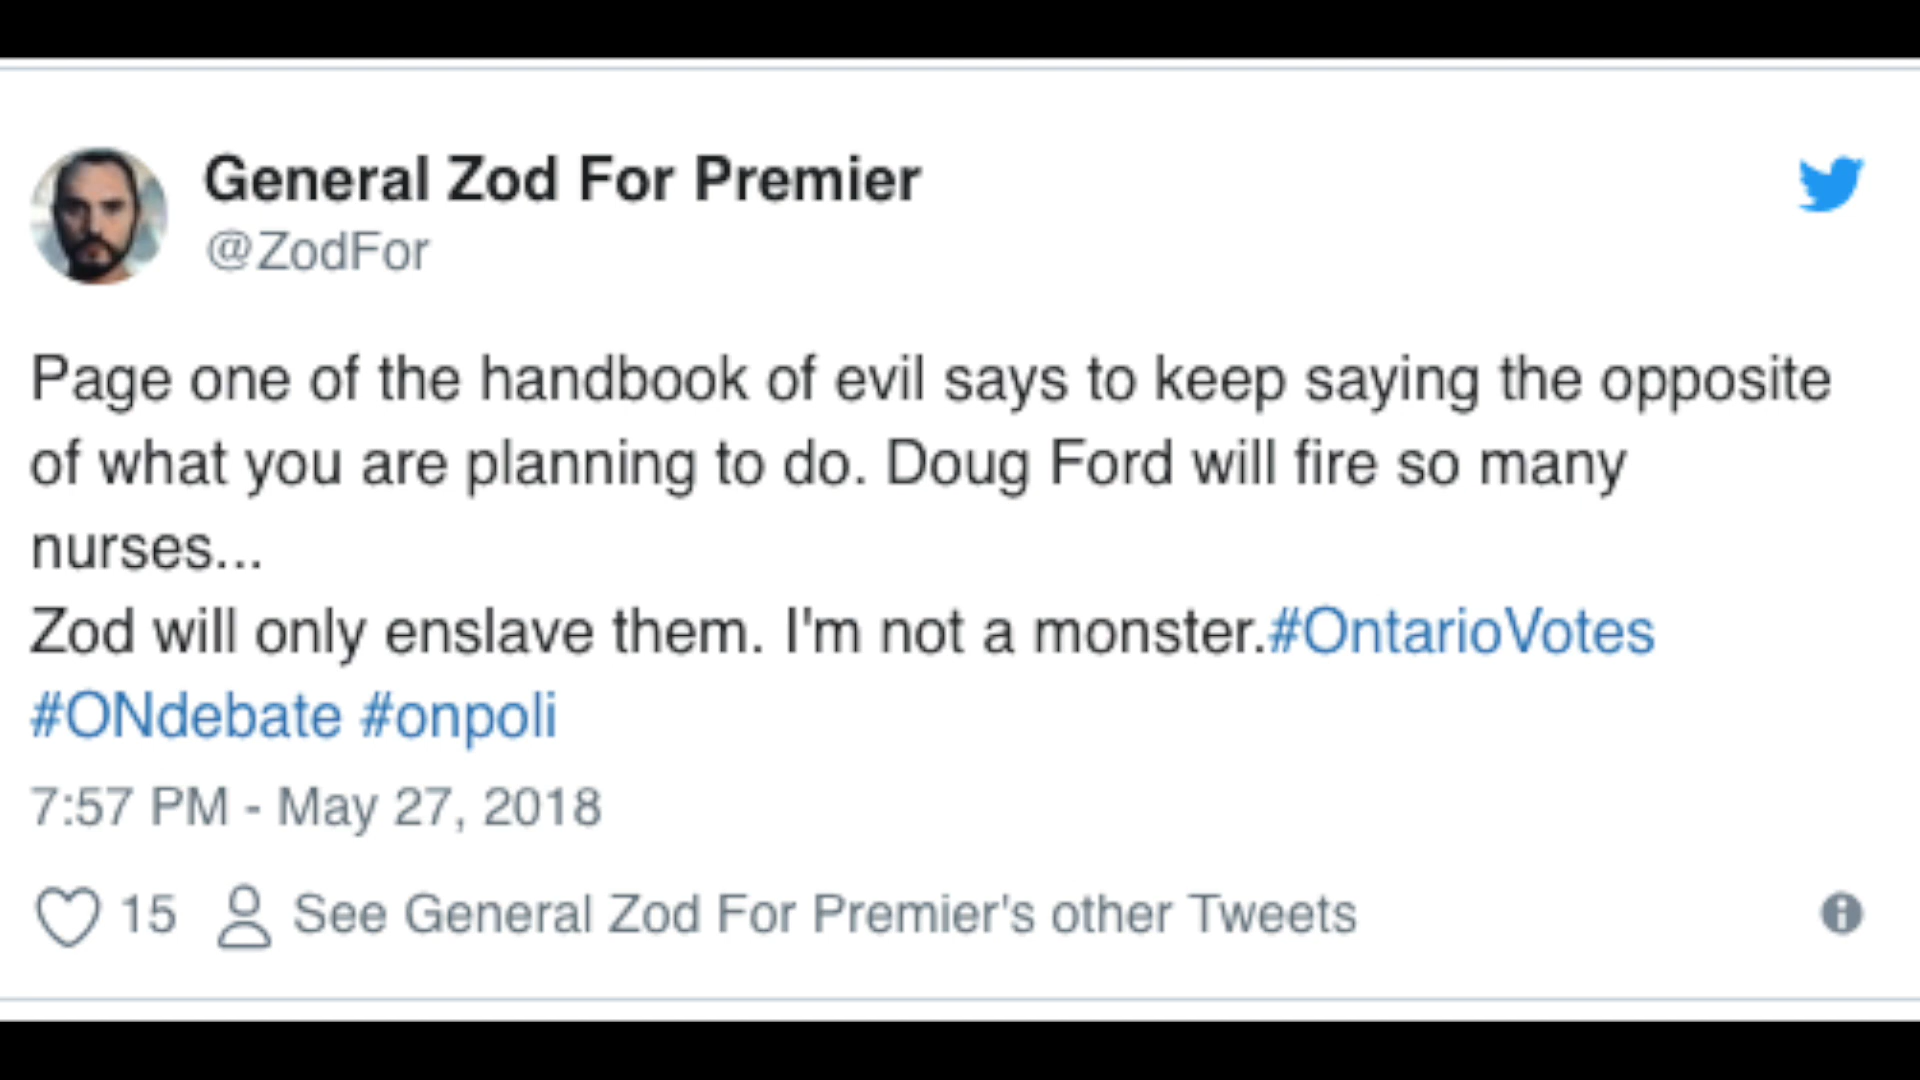 General Zod For Premier
@ZodFor
Page one of the handbook of evil says to keep saying the opposite
of what you are planning to do. Doug Ford will fire so many
nurses...
Zod will only enslave them. I'm not a monster.#OntarioVotes
#ONdebate #onpoli
7:57 PM - May 27, 2018
15 See General Zod For Premier's other Tweets